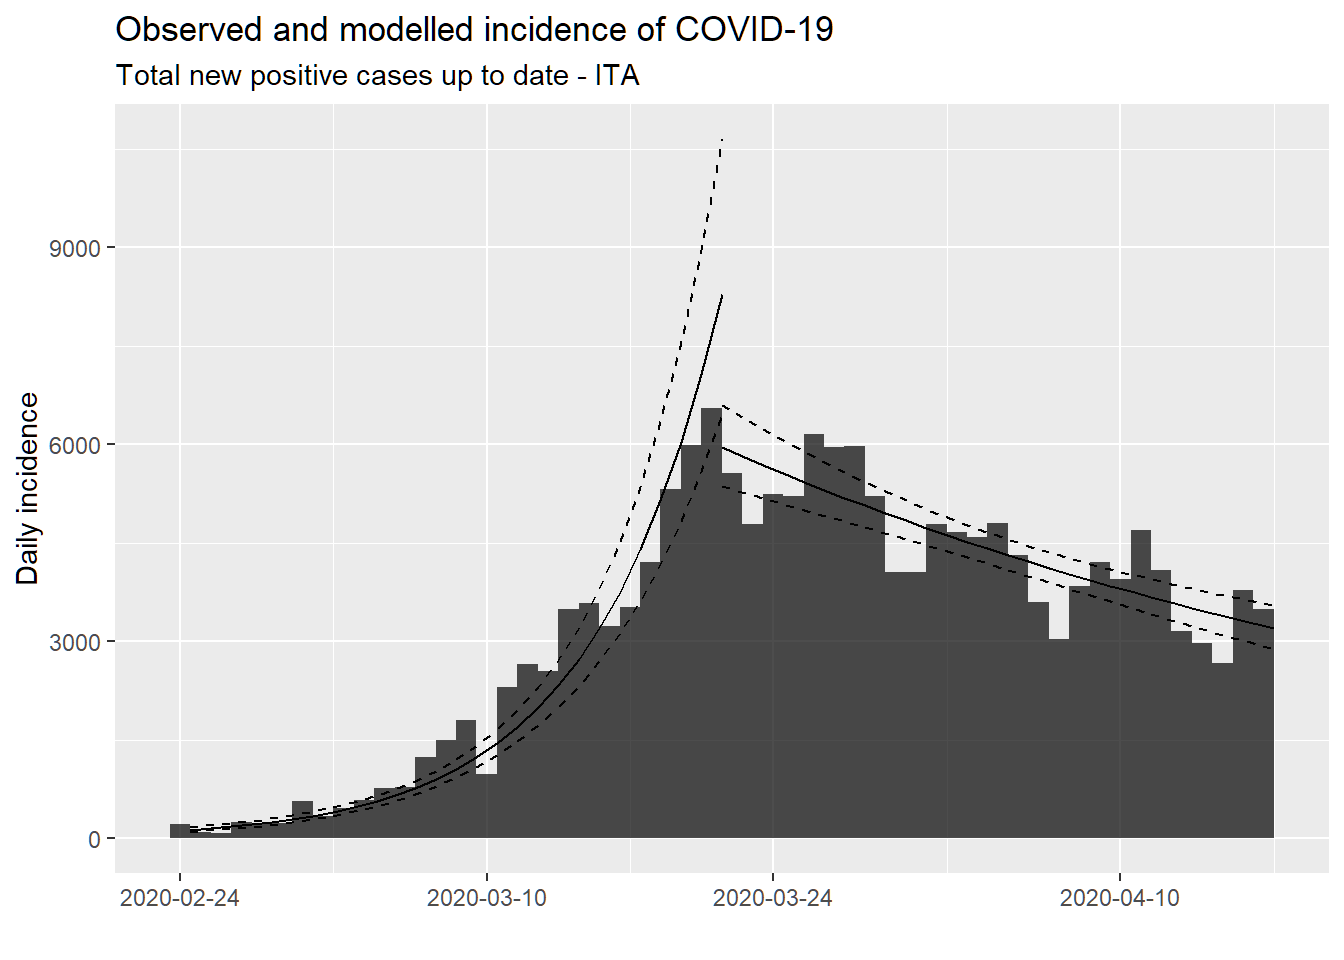 Observed and modelled incidence of COVID-19
Total new positive cases up to date - ITA
Daily incidence
9000
6000
3000
0
2020-02-24
2020-03-10
2020-03-24
2020-04-10